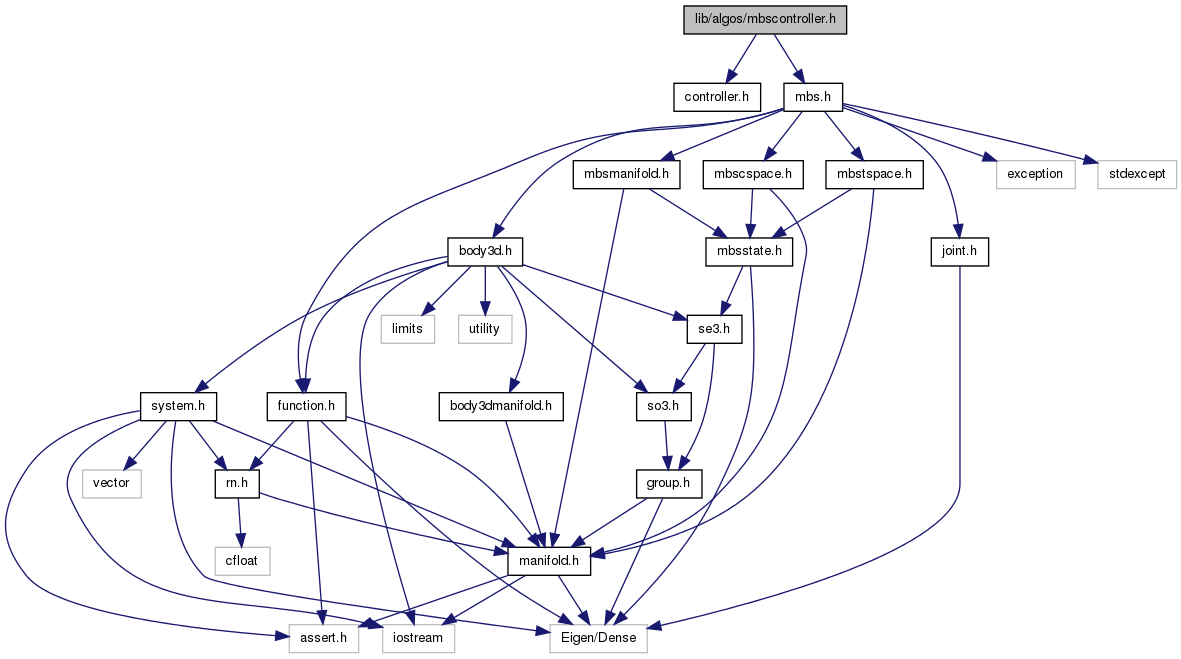 lib/algos/mbscontroller.h
controller.h
mbs.h
mbsmanifold.h
mbscspace.h
mbstspace.h
exception
stdexcept
body3d.h
mbsstate.h
joint.h
limits
utility
se3.h
system.h
function.h
body3dmanifold.h
so3.h
vector
rn.h
group.h
cfloat
manifold.h
assert.h
iostream
Eigen/Dense